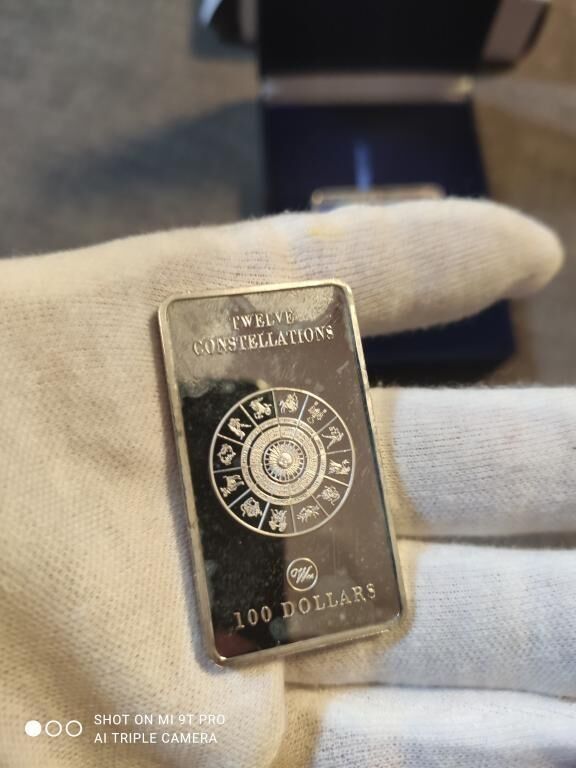 TWELVE
CONSTELLATIONS
100 DOLLARS
SHOT ON MI 9T PRO
AI TRIPLE CAMERA